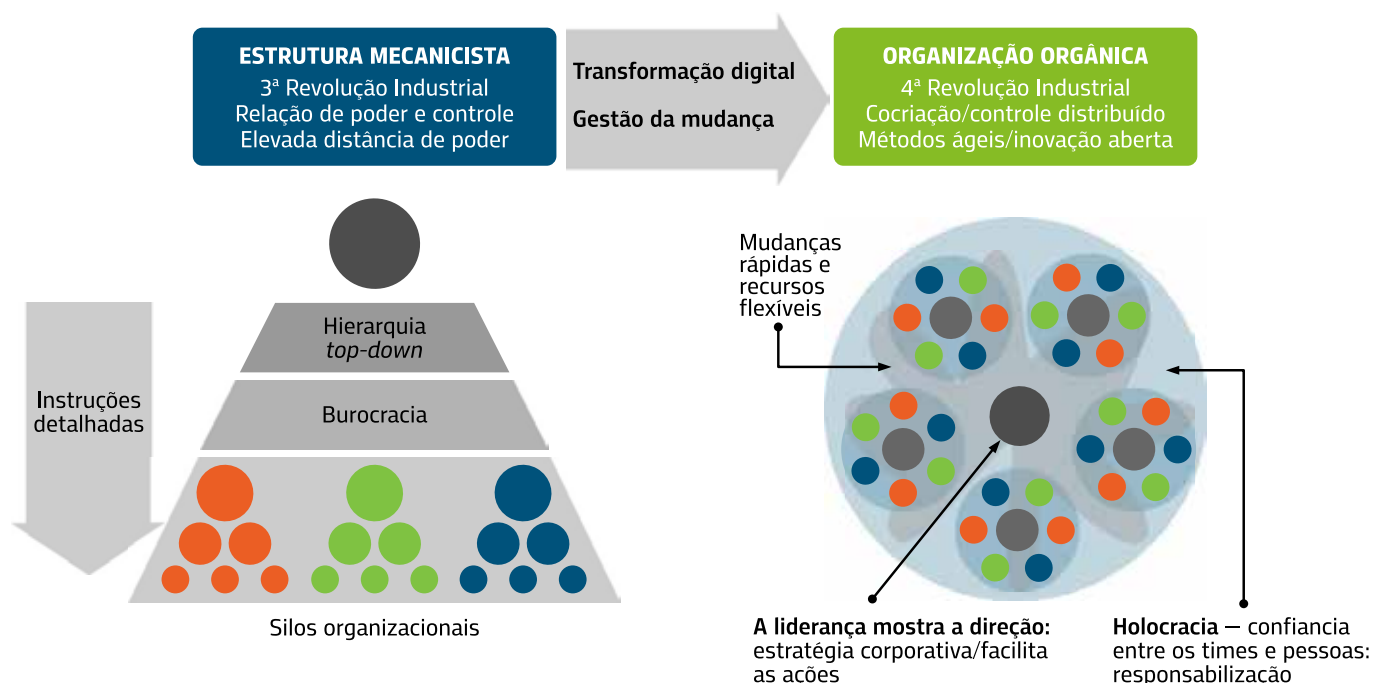 ESTRUTURA MECANICISTA
3ª Revolução Industrial
Relação de poder e controle
Elevada distância de poder
Transformação digital
Gestão da mudança
ORGANIZAÇÃO ORGÂNICA
4ª Revolução Industrial
Cocriação/controle distribuído
Métodos ágeis/inovação aberta
Instruções
detalhadas
Hierarquia
top-down
Burocracia
Silos organizacionais
Mudanças
rápidas e
recursos
flexíveis
A liderança mostra a direção:
estratégia corporativa/facilita
as ações
Holocracia — confiancia
entre os times e pessoas:
responsabilização